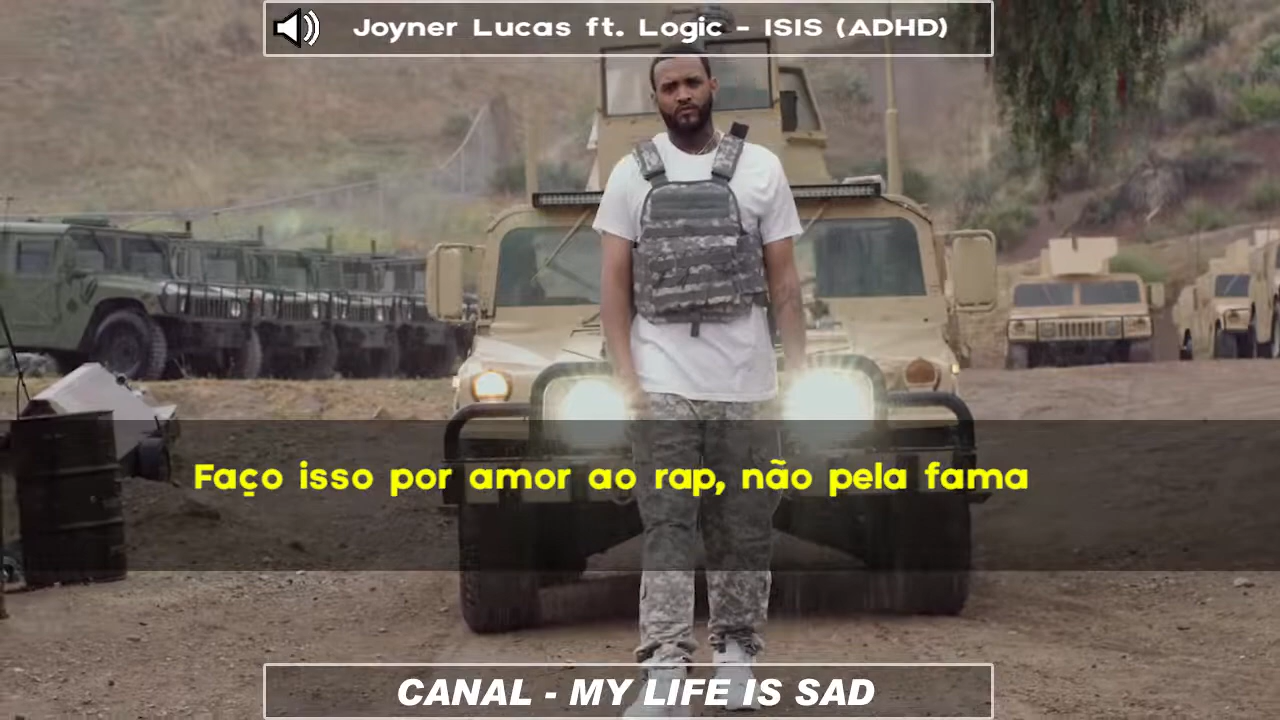 Joyner Lucas ft. Logic - ISIS (ADHD)
Faço isso por amor ao rap, não pela fama
CANAL - MY LIFE IS SAD